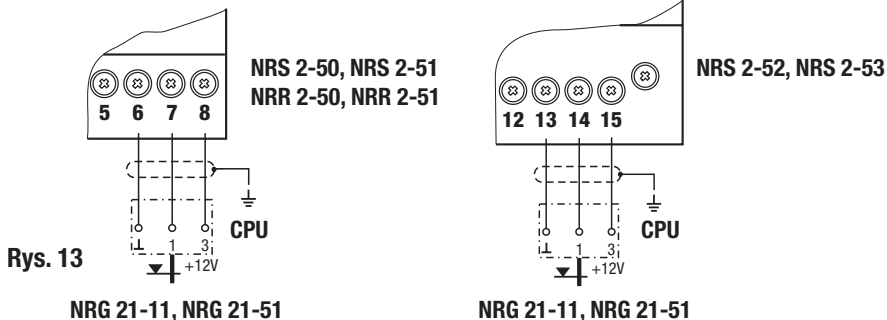 NRS 2-50, NRS 2-51
NRR 2-50, NRR 2-51
5 6 7 8
CPU
⊥ 1 3
+12V
NRG 21-11, NRG 21-51
NRS 2-52, NRS 2-53
12 13 14 15
CPU
⊥ 1 3
+12V
NRG 21-11, NRG 21-51
Rys. 13